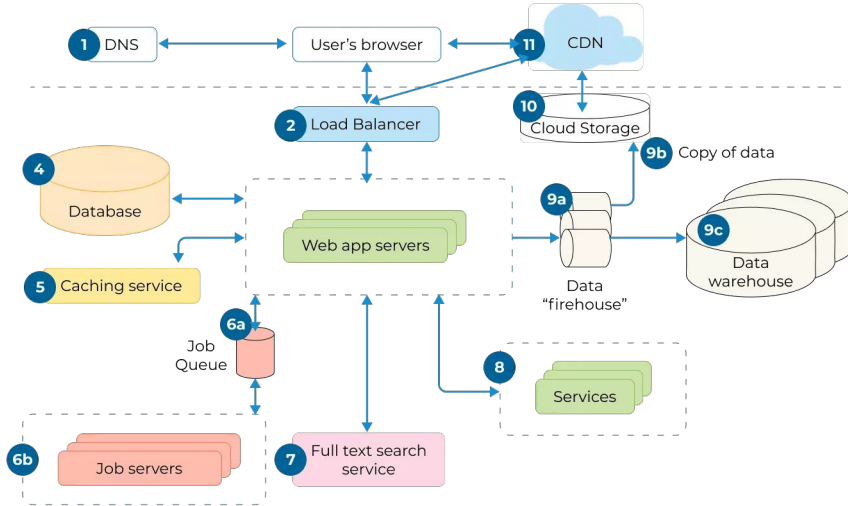 1
DNS
User's browser
11
CDN
2
Load Balancer
10
Cloud Storage
9b
Copy of data
4
Database
9a
9c
Web app servers
Data
warehouse
Data
“firehouse”
5
Caching service
6a
Job
Queue
8
Services
6b
Job servers
7
Full text search
service